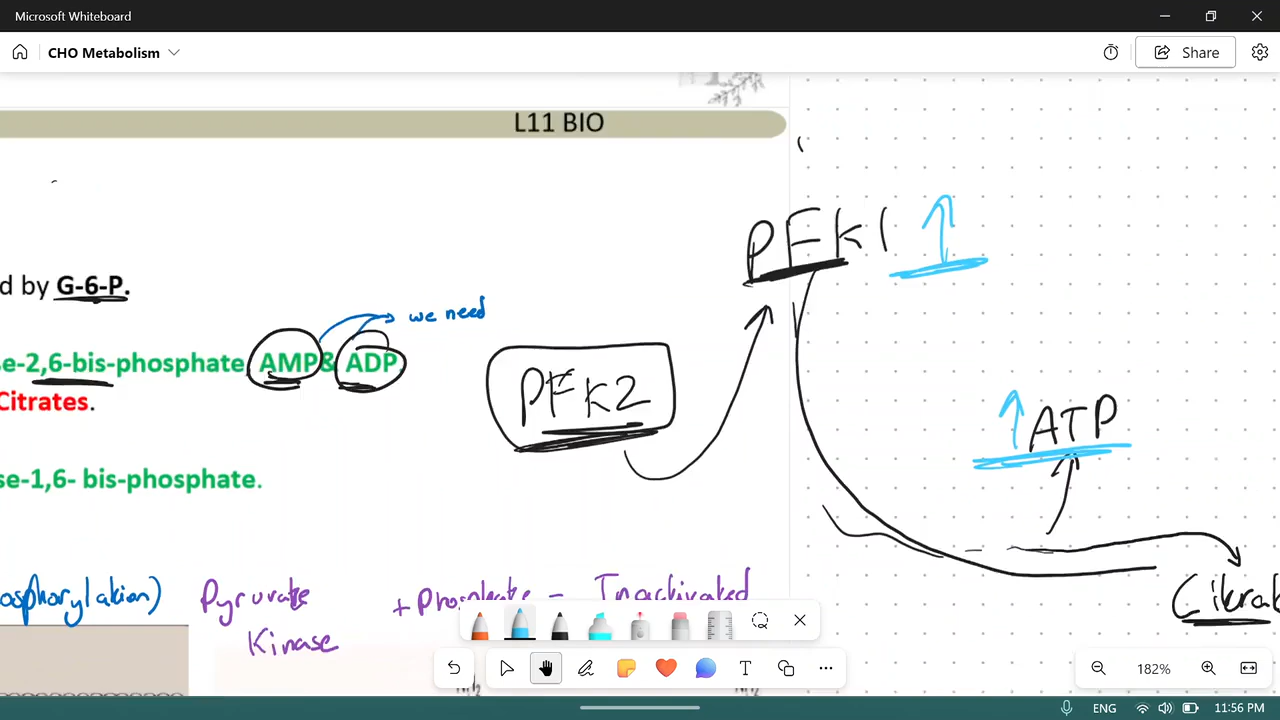 Microsoft Whiteboard
CHO Metabolism
Share
L11 BIO
PFK1
d by G-6-P.
we need
se-2,6-bis-phosphate, AMP& ADP,
PFK2
Citrates.
ATP
se-1,6- bis-phosphate.
osphorylation) Pyruvate Kinase
+ Phosphate = Inactivated
Citrat
182%
ENG
11:56 PM